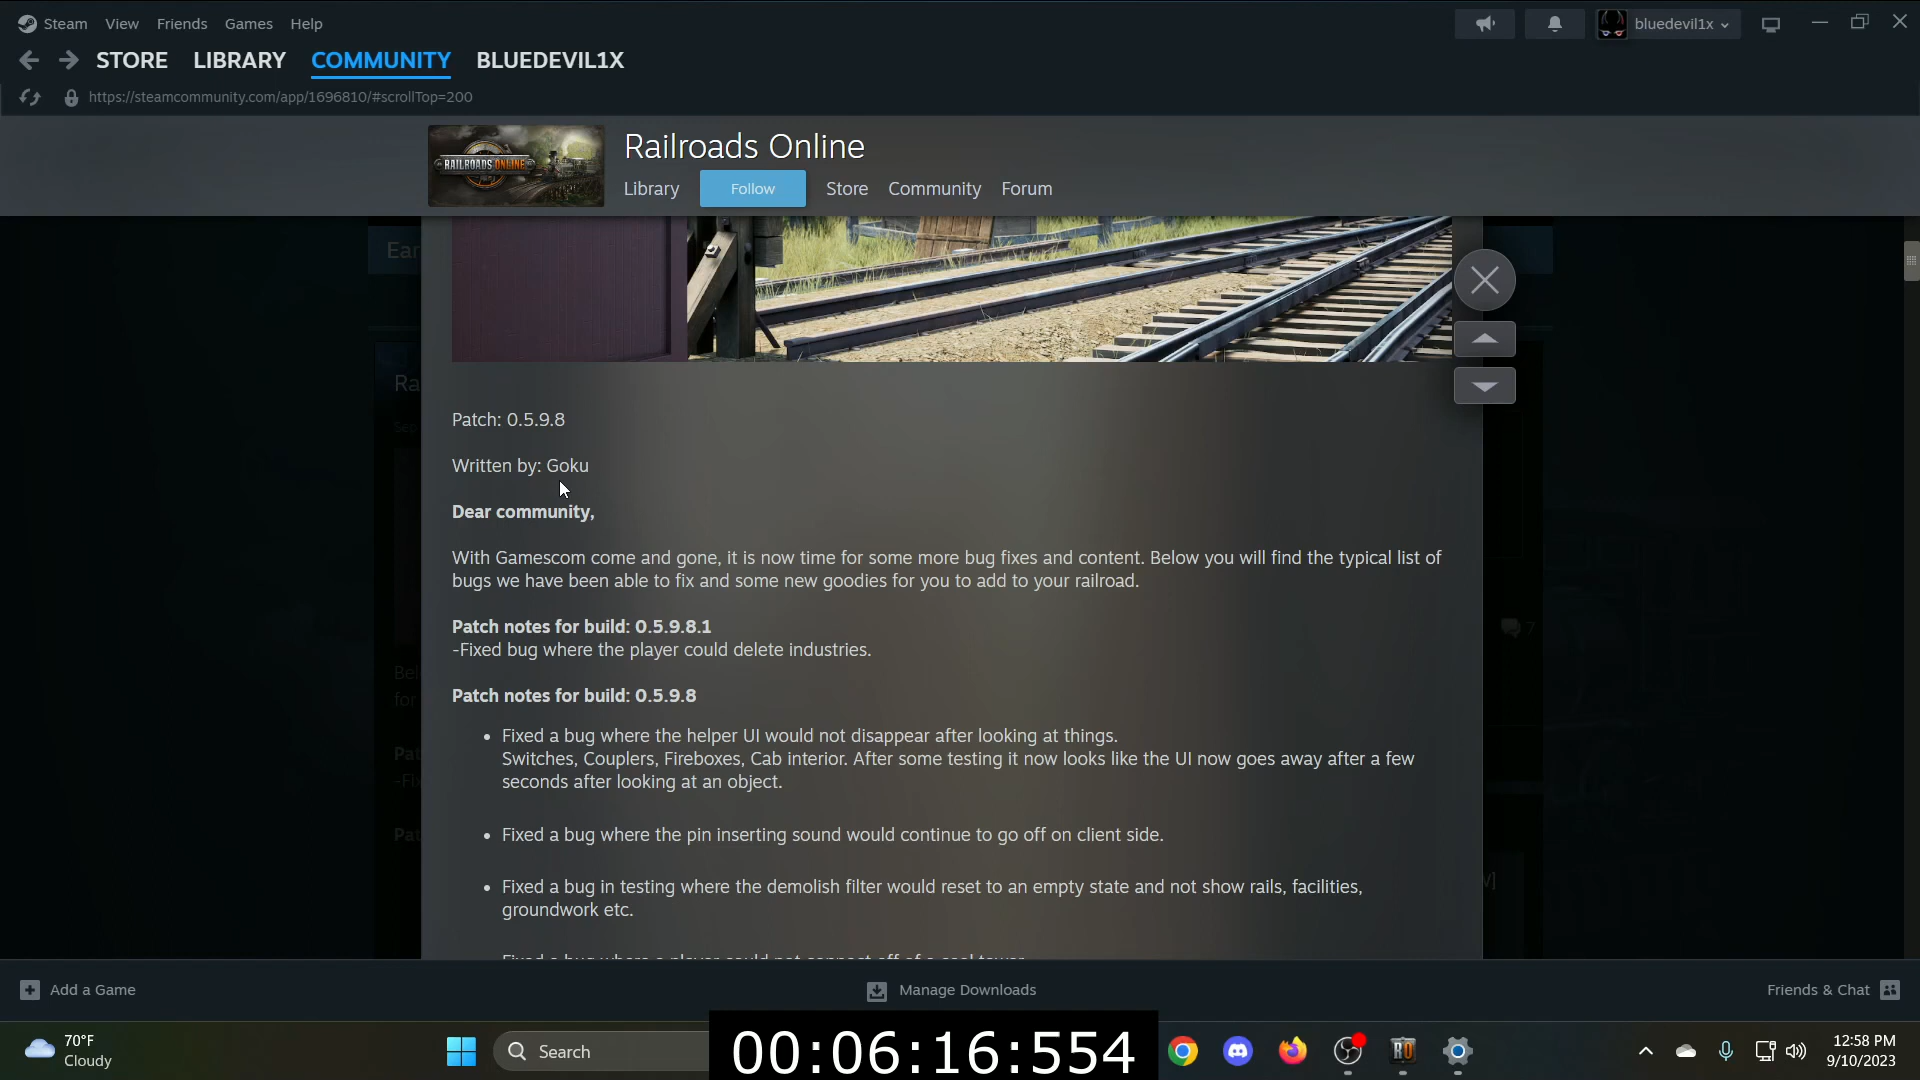 Steam View Friends Games Help
bluedevil1x
STORE LIBRARY COMMUNITY BLUEDEVIL1X
https://steamcommunity.com/app/1696810/#scrollTop=200
RAILROADS ONLINE
Railroads Online
Library Follow Store Community Forum
Patch: 0.5.9.8
Written by: Goku
Dear community,
With Gamescom come and gone, it is now time for some more bug fixes and content. Below you will find the typical list of
bugs we have been able to fix and some new goodies for you to add to your railroad.
Patch notes for build: 0.5.9.8.1
-Fixed bug where the player could delete industries.
Patch notes for build: 0.5.9.8
• Fixed a bug where the helper UI would not disappear after looking at things.
Switches, Couplers, Fireboxes, Cab interior. After some testing it now looks like the UI now goes away after a few
seconds after looking at an object.
• Fixed a bug where the pin inserting sound would continue to go off on client side.
• Fixed a bug in testing where the demolish filter would reset to an empty state and not show rails, facilities,
groundwork etc.
7
Add a Game
Manage Downloads
Friends & Chat
70°F
Cloudy
Search
00:06:16:554
RO
12:58 PM
9/10/2023